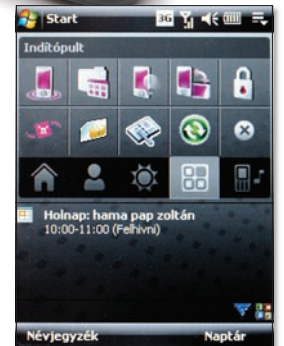 Start 3G
Indítópult
Holnap: hama pap zoltán
10:00-11:00 (Felhívni)
Névjegyzék Naptár